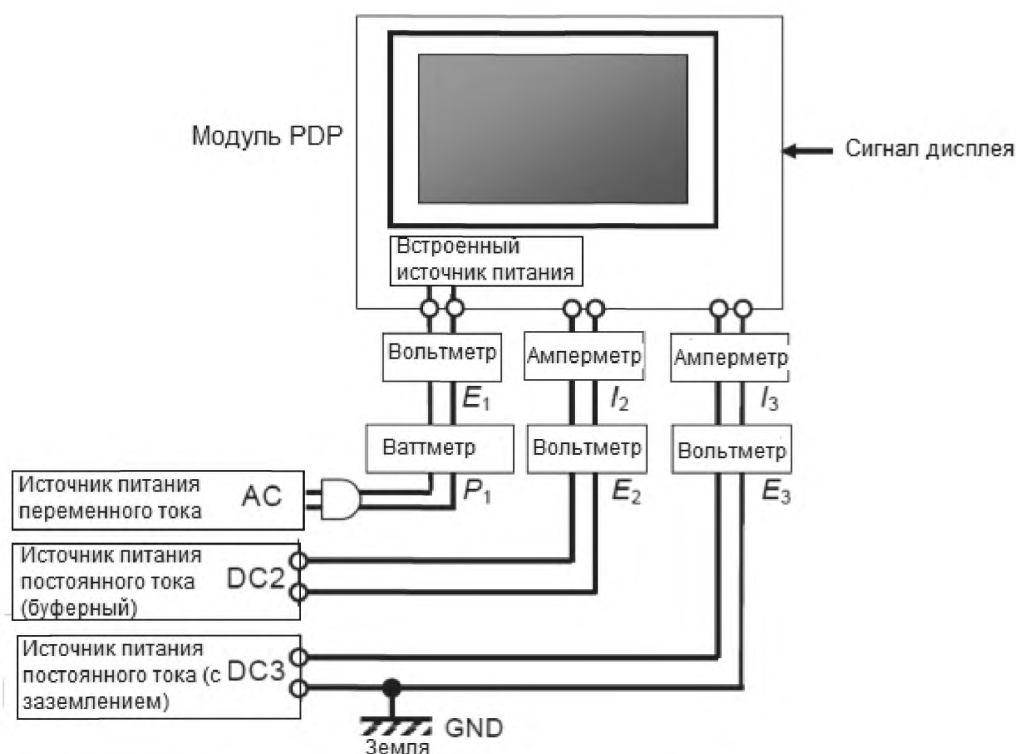 Модуль PDP
Сигнал дисплея
Встроенный
источник питания
Вольтметр
Амперметр
Амперметр
E1
I2
I3
Ваттметр
Вольтметр
Вольтметр
P1
E2
E3
Источник питания
переменного тока
AC
Источник питания
постоянного тока
(буферный)
DC2
Источник питания
постоянного тока (с
заземлением)
DC3
GND
Земля